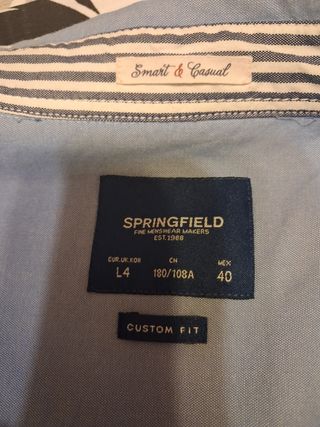 Smart & Casual
SPRINGFIELD
FINE MENSWEAR MAKERS
EST.1988
EUR.UK.KOR CN MEX
L4 180/108A 40
CUSTOM FIT